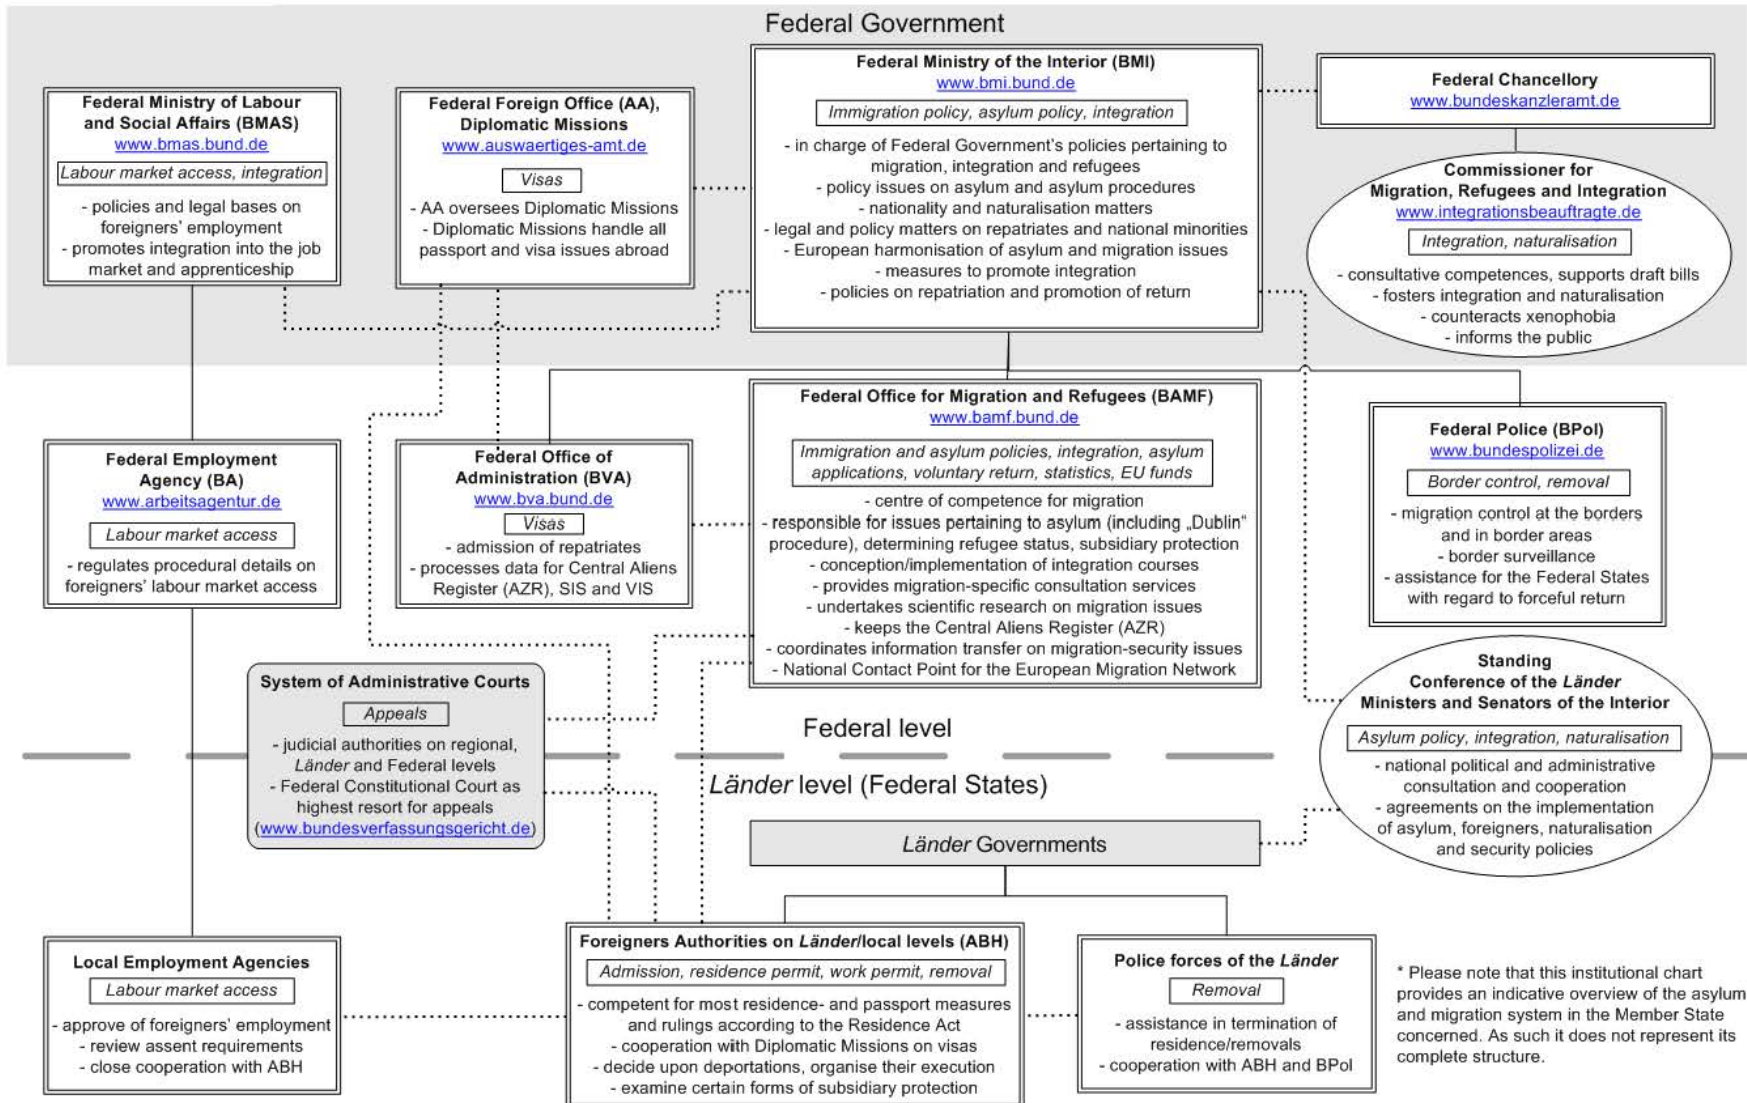 Federal Government
Federal Ministry of Labour
and Social Affairs (BMAS)
www.bmas.bund.de
Labour market access, integration
- policies and legal bases on
foreigners' employment
- promotes integration into the job
market and apprenticeship
Federal Foreign Office (AA),
Diplomatic Missions
www.auswaertiges-amt.de
Visas
- AA oversees Diplomatic Missions
- Diplomatic Missions handle all
passport and visa issues abroad
Federal Ministry of the Interior (BMI)
www.bmi.bund.de
Immigration policy, asylum policy, integration
- in charge of Federal Government's policies pertaining to
migration, integration and refugees
- policy issues on asylum and asylum procedures
- nationality and naturalisation matters
- legal and policy matters on repatriates and national minorities
- European harmonisation of asylum and migration issues
- measures to promote integration
- policies on repatriation and promotion of return
Federal Chancellory
www.bundeskanzleramt.de
Commissioner for
Migration, Refugees and Integration
www.integrationsbeauftragte.de
Integration, naturalisation
- consultative competences, supports draft bills
- fosters integration and naturalisation
- counteracts xenophobia
- informs the public
Federal Employment
Agency (BA)
www.arbeitsagentur.de
Labour market access
- regulates procedural details on
foreigners' labour market access
Federal Office of
Administration (BVA)
www.bva.bund.de
Visas
- admission of repatriates
- processes data for Central Aliens
Register (AZR), SIS and VIS
Federal Office for Migration and Refugees (BAMF)
www.bamf.bund.de
Immigration and asylum policies, integration, asylum
applications, voluntary return, statistics, EU funds
- centre of competence for migration
- responsible for issues pertaining to asylum (including „Dublin“
procedure), determining refugee status, subsidiary protection
- conception/implementation of integration courses
- provides migration-specific consultation services
- undertakes scientific research on migration issues
- keeps the Central Aliens Register (AZR)
- coordinates information transfer on migration-security issues
- National Contact Point for the European Migration Network
Federal Police (BPol)
www.bundespolizei.de
Border control, removal
- migration control at the borders
and in border areas
- border surveillance
- assistance for the Federal States
with regard to forceful return
System of Administrative Courts
Appeals
- judicial authorities on regional,
Länder and Federal levels
- Federal Constitutional Court as
highest resort for appeals
(www.bundesverfassungsgericht.de)
Federal level
Länder level (Federal States)
Standing
Conference of the Länder
Ministers and Senators of the Interior
Asylum policy, integration, naturalisation
- national political and administrative
consultation and cooperation
- agreements on the implementation
of asylum, foreigners, naturalisation
and security policies
Länder Governments
Local Employment Agencies
Labour market access
- approve of foreigners' employment
- review assent requirements
- close cooperation with ABH
Foreigners Authorities on Länder/local levels (ABH)
Admission, residence permit, work permit, removal
- competent for most residence- and passport measures
and rulings according to the Residence Act
- cooperation with Diplomatic Missions on visas
- decide upon deportations, organise their execution
- examine certain forms of subsidiary protection
Police forces of the Länder
Removal
- assistance in termination of
residence/removals
- cooperation with ABH and BPol
* Please note that this institutional chart
provides an indicative overview of the asylum
and migration system in the Member State
concerned. As such it does not represent its
complete structure.